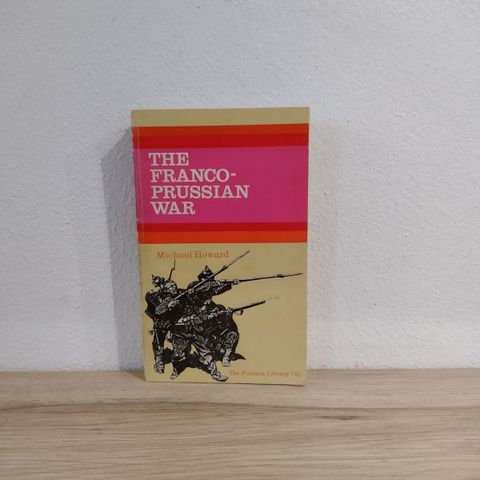 THE
FRANCO-
PRUSSIAN
WAR
Michael Howard
The Fontana Library